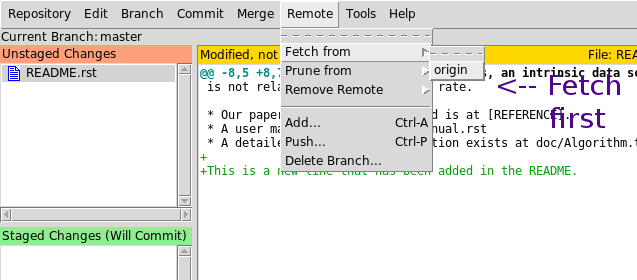 Repository Edit Branch Commit Merge Remote Tools Help
Current Branch: master
Unstaged Changes
README.rst
Modified, not
File: REA
Fetch from
origin
Prune from
Remove Remote
Add... Ctrl-A
Push... Ctrl-P
Delete Branch...
@@ -8,5 +8,7
s, an intrinsic data sc
is not rela
rate.
* Our paper
d is at [REFERENCE].
* A user ma
nual.rst
* A detaile
tion exists at doc/Algorithm.t
+
+This is a new line that has been added in the README.
<-- Fetch
first
Staged Changes (Will Commit)